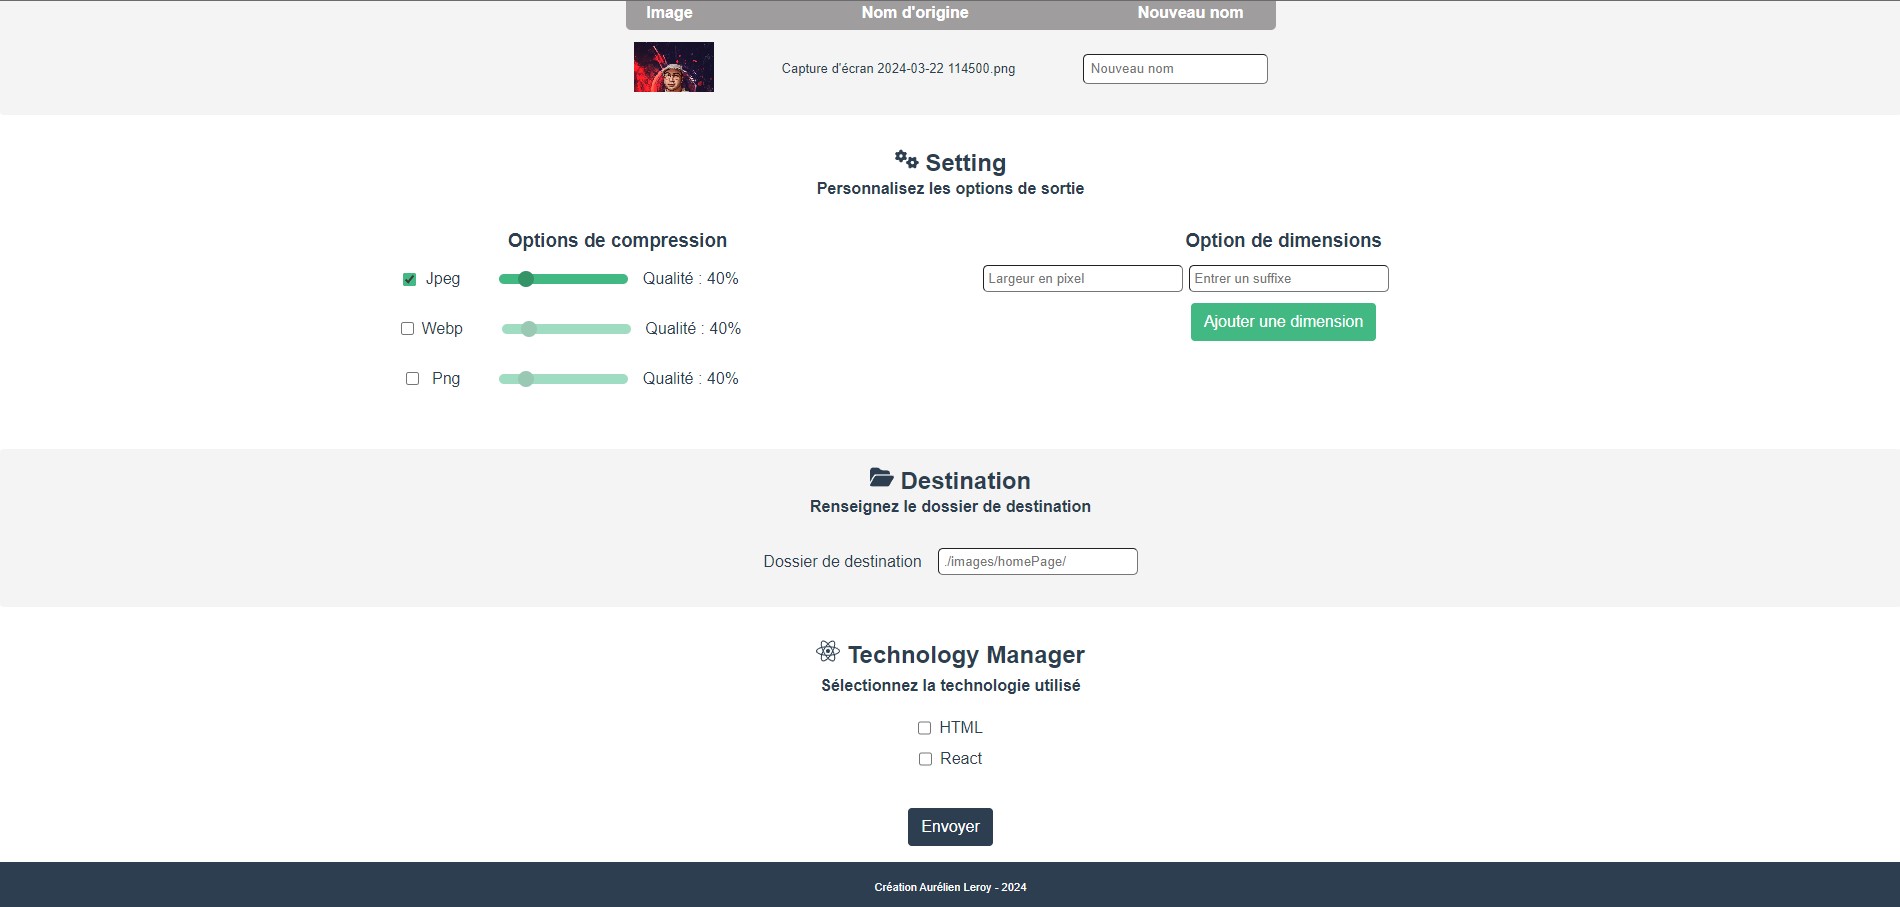 Image Nom d'origine Nouveau nom
Capture d'écran 2024-03-22 114500.png Nouveau nom
Setting
Personnalisez les options de sortie
Options de compression
Jpeg Qualité : 40%
Webp Qualité : 40%
Png Qualité : 40%
Option de dimensions
Largeur en pixel Entrer un suffixe
Ajouter une dimension
Destination
Renseignez le dossier de destination
Dossier de destination ./images/homePage/
Technology Manager
Sélectionnez la technologie utilisé
HTML
React
Envoyer
Création Aurélien Leroy - 2024